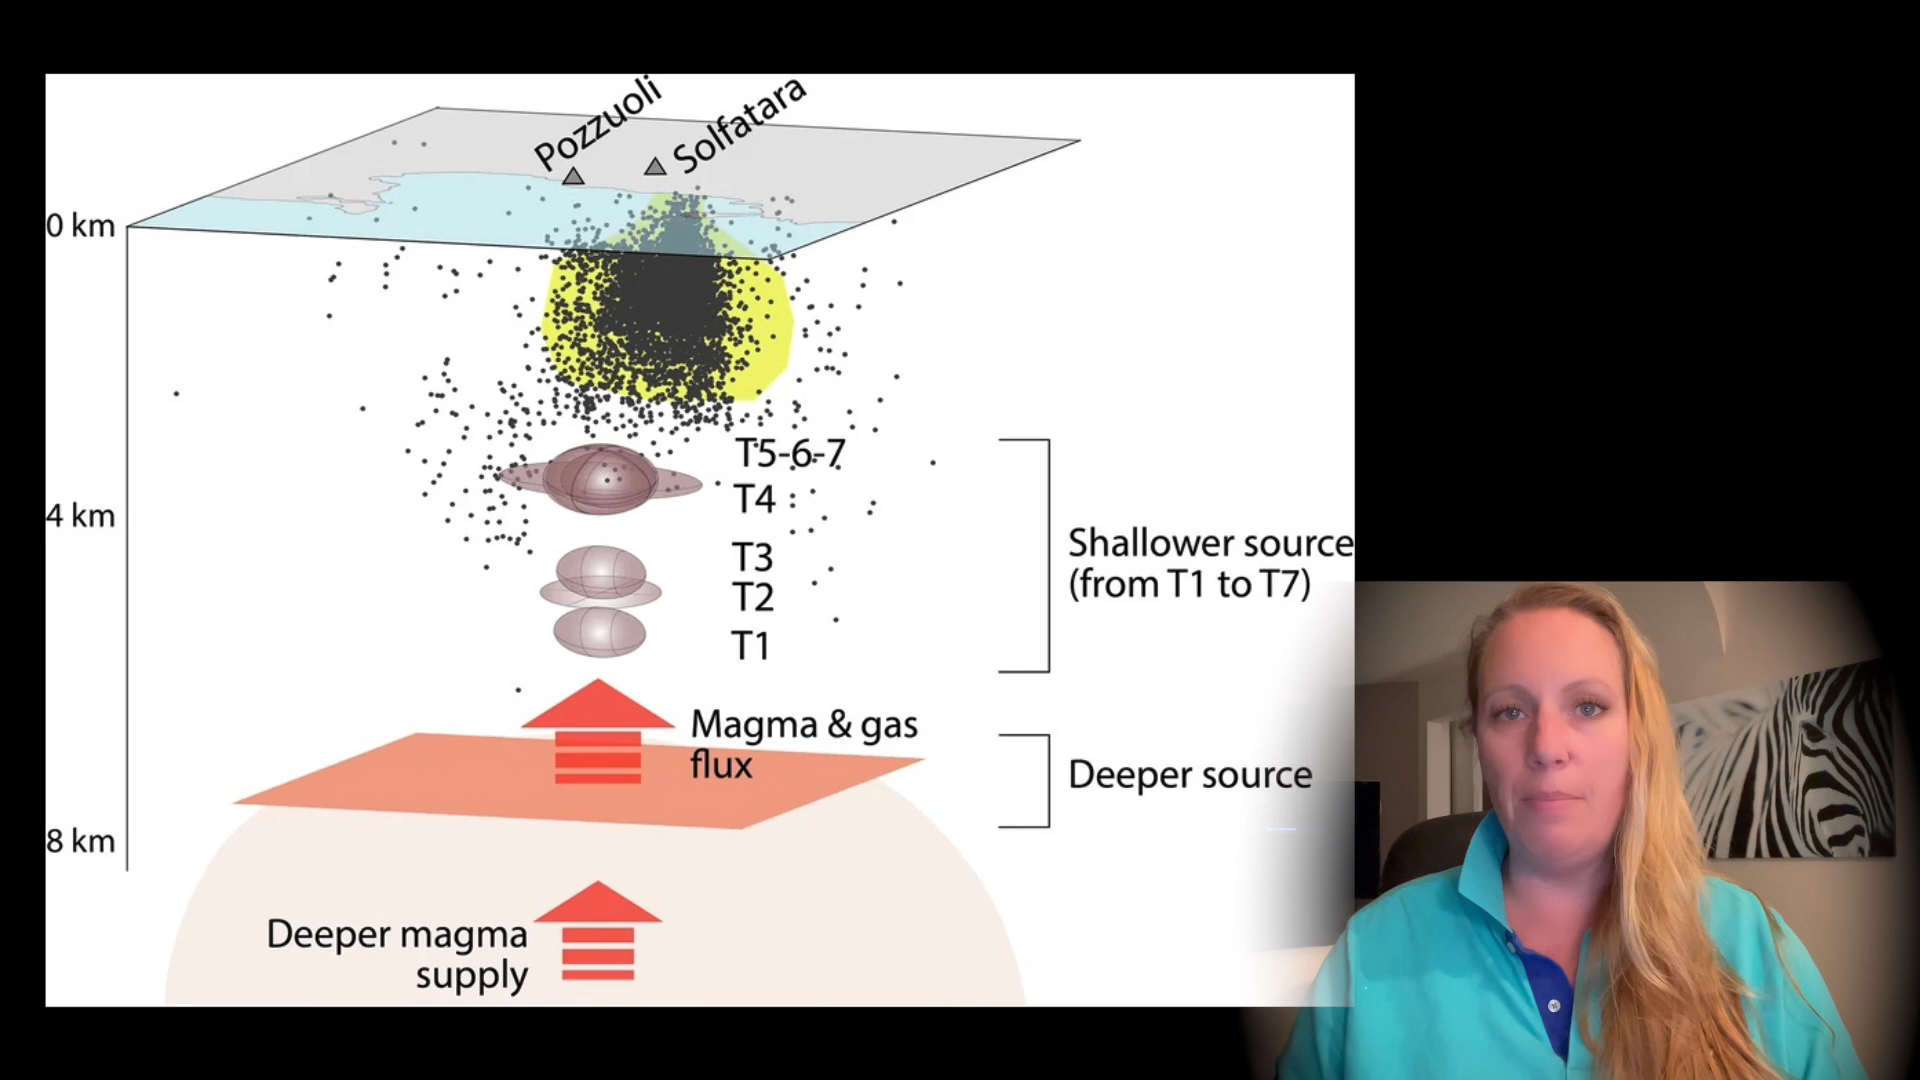 Pozzuoli
Solfatara
0 km
T5-6-7
T4
4 km
Shallower source
(from T1 to T7)
T3
T2
T1
Magma & gas
flux
Deeper source
8 km
Deeper magma
supply